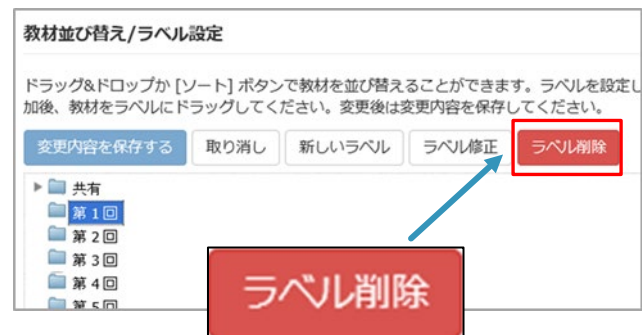 教材並び替え/ラベル設定
ドラッグ&ドロップか [ソート] ボタンで教材を並び替えることができます。ラベルを設定し
加後、教材をラベルにドラッグしてください。変更後は変更内容を保存してください。
変更内容を保存する 取り消し 新しいラベル ラベル修正 ラベル削除
共有
第 1 回
第 2 回
第 3 回
第 4 回
第 5 回
ラベル削除